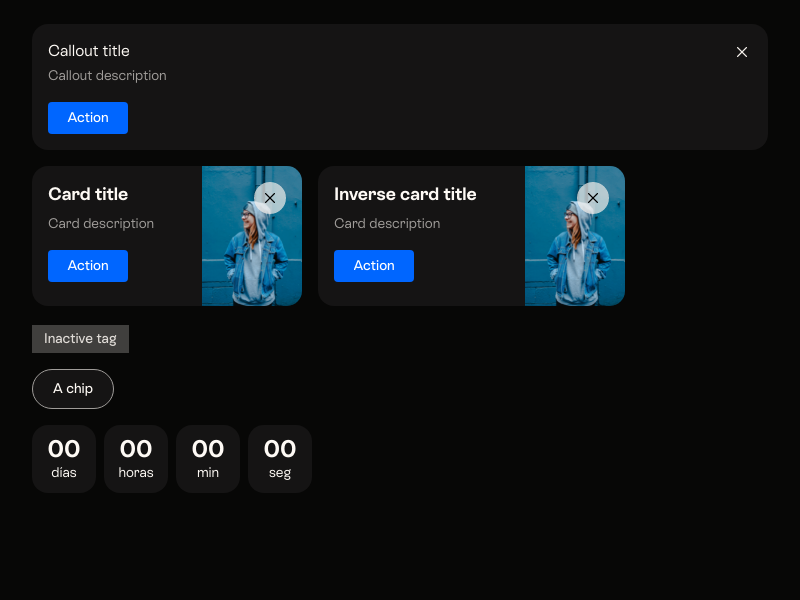 Callout title
Callout description
Action
Card title
Card description
Action
Inverse card title
Card description
Action
Inactive tag
A chip
00 00 00 00
días horas min seg